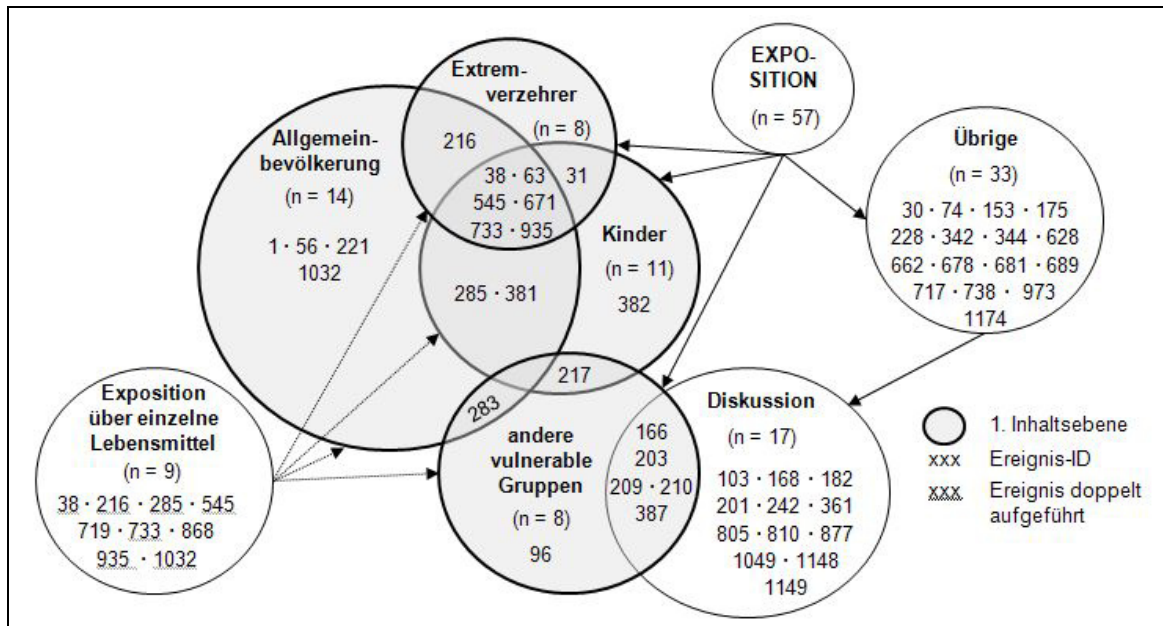 EXPO-
SITION
(n = 57)
Extrem-
verzehrer
(n = 8)
216
38 · 63
31
545 · 671
733 · 935
Allgemein-
bevölkerung
(n = 14)
1 · 56 · 221
1032
Kinder
(n = 11)
382
285 · 381
217
283
Übrige
(n = 33)
30 · 74 · 153 · 175
228 · 342 · 344 · 628
662 · 678 · 681 · 689
717 · 738 · 973
1174
Exposition
über einzelne
Lebensmittel
(n = 9)
38 · 216 · 285 · 545
719 · 733 · 868
935 · 1032
andere
vulnerable
Gruppen
(n = 8)
96
166
203
209 · 210
387
Diskussion
(n = 17)
103 · 168 · 182
201 · 242 · 361
805 · 810 · 877
1049 · 1148
1149
1. Inhaltsebene
xxx Ereignis-ID
xxx Ereignis doppelt
aufgeführt